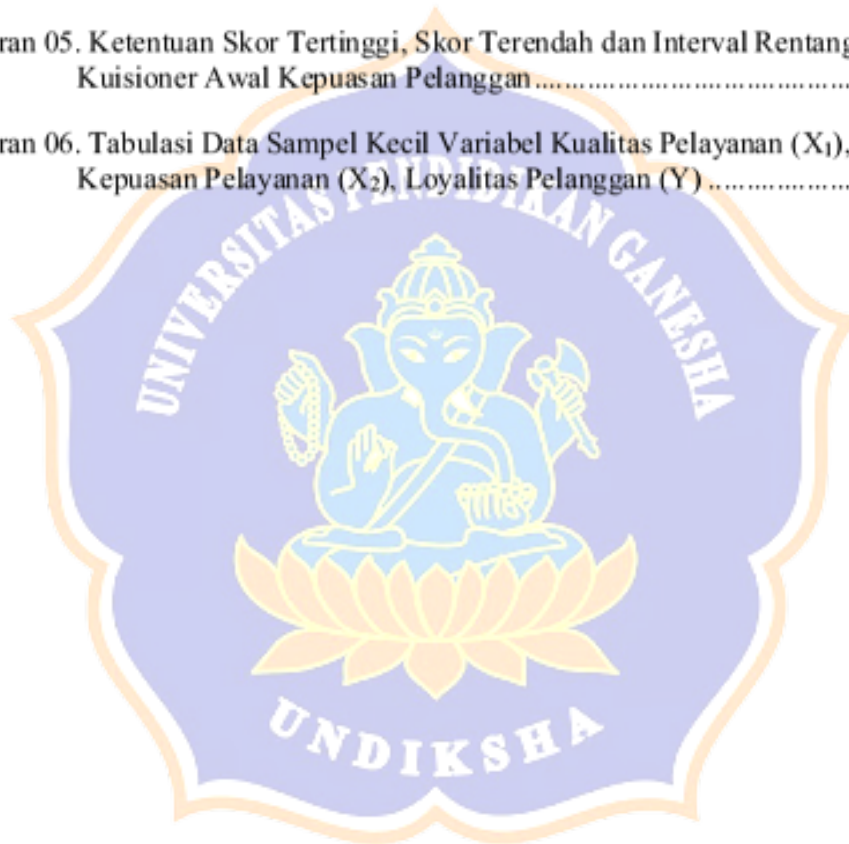 ran 05. Ketentuan Skor Tertinggi, Skor Terendah dan Interval Rentang
Kuisioner Awal Kepuasan Pelanggan..........................................
ran 06. Tabulasi Data Sampel Kecil Variabel Kualitas Pelayanan (X₁),
Kepuasan Pelayanan (X₂), Loyalitas Pelanggan (Y) ...................
UNIVERSITAS PENDIDIKAN GANESHA
UNDIKSHA